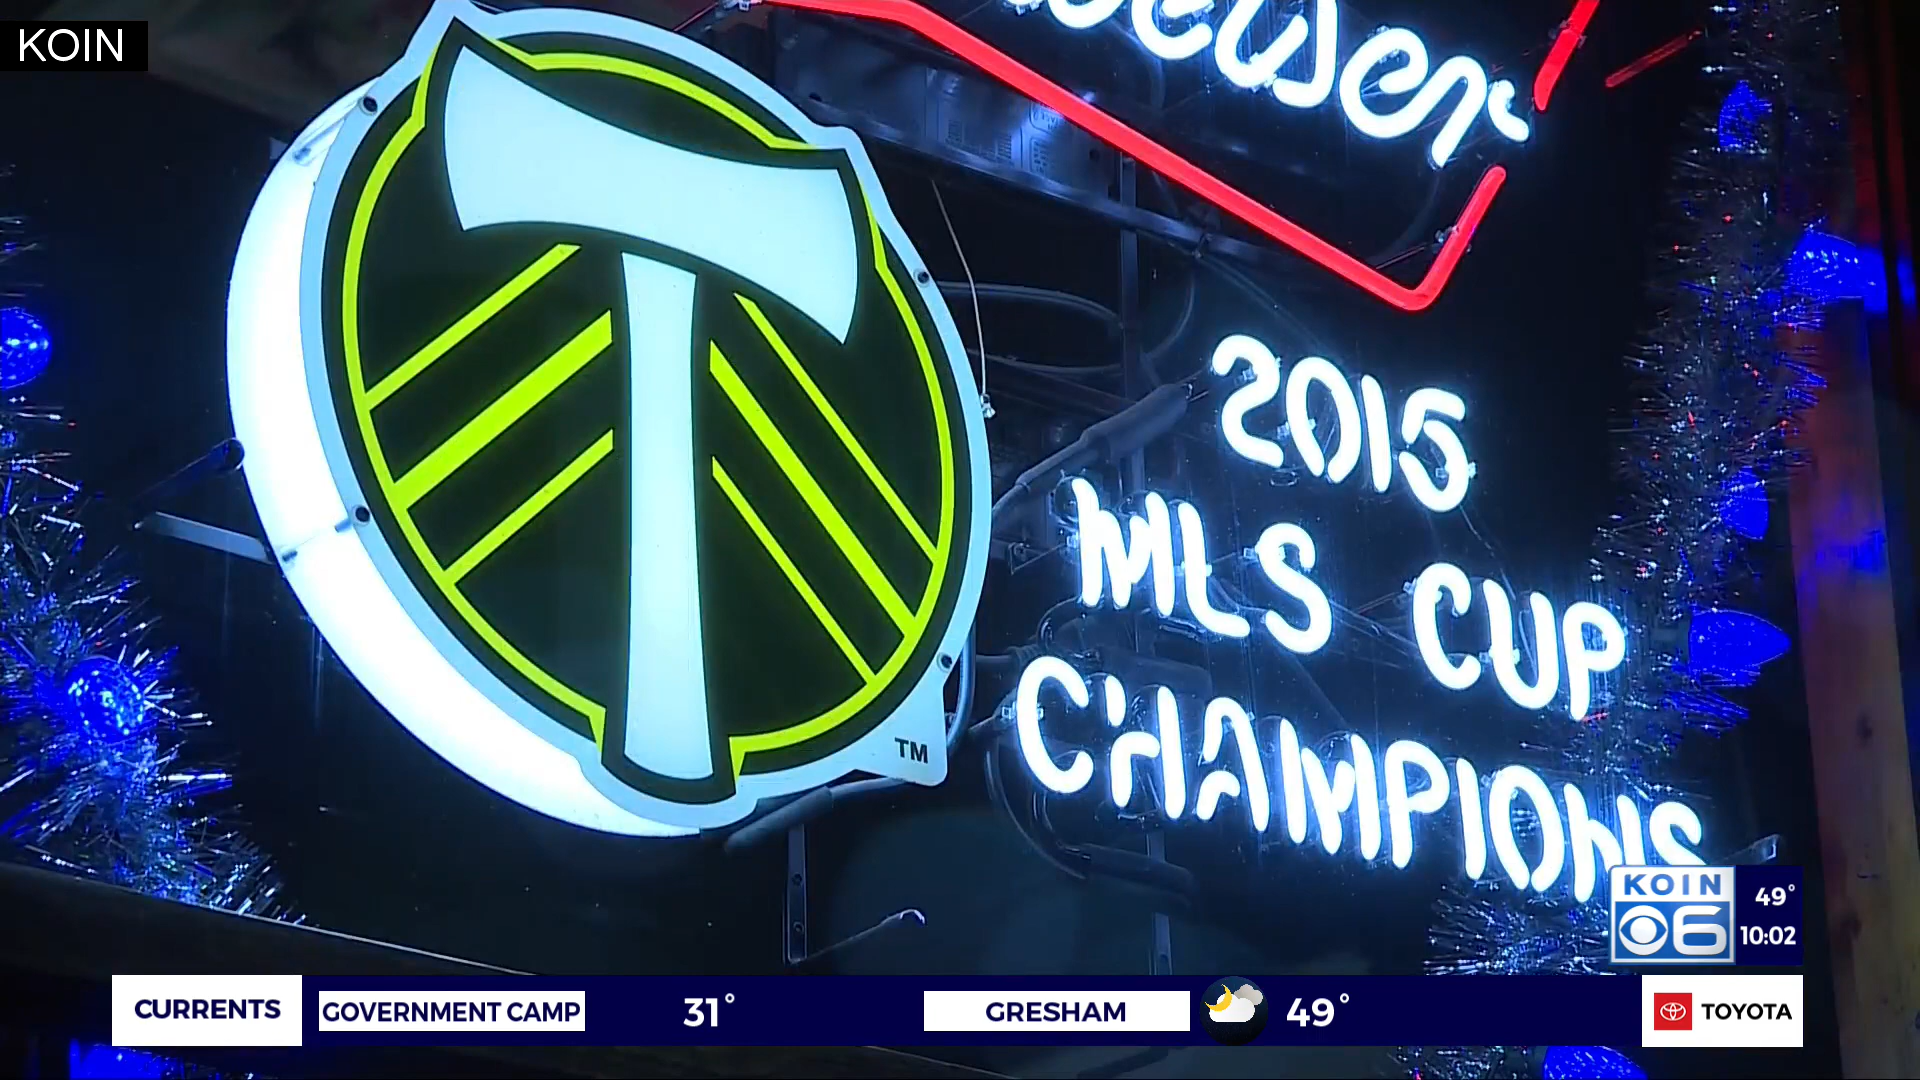 KOIN
2015
MLS CUP
CHAMPIONS
TM
KOIN
6
49°
10:02
CURRENTS
GOVERNMENT CAMP
31°
GRESHAM
49°
TOYOTA